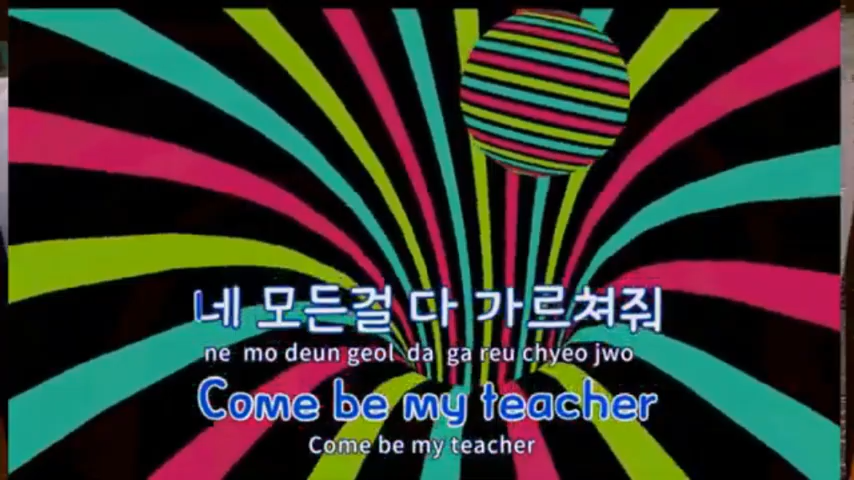 네 모든걸 다 가르쳐줘
ne mo deun geol da ga reu chyeo jwo
Come be my teacher
Come be my teacher